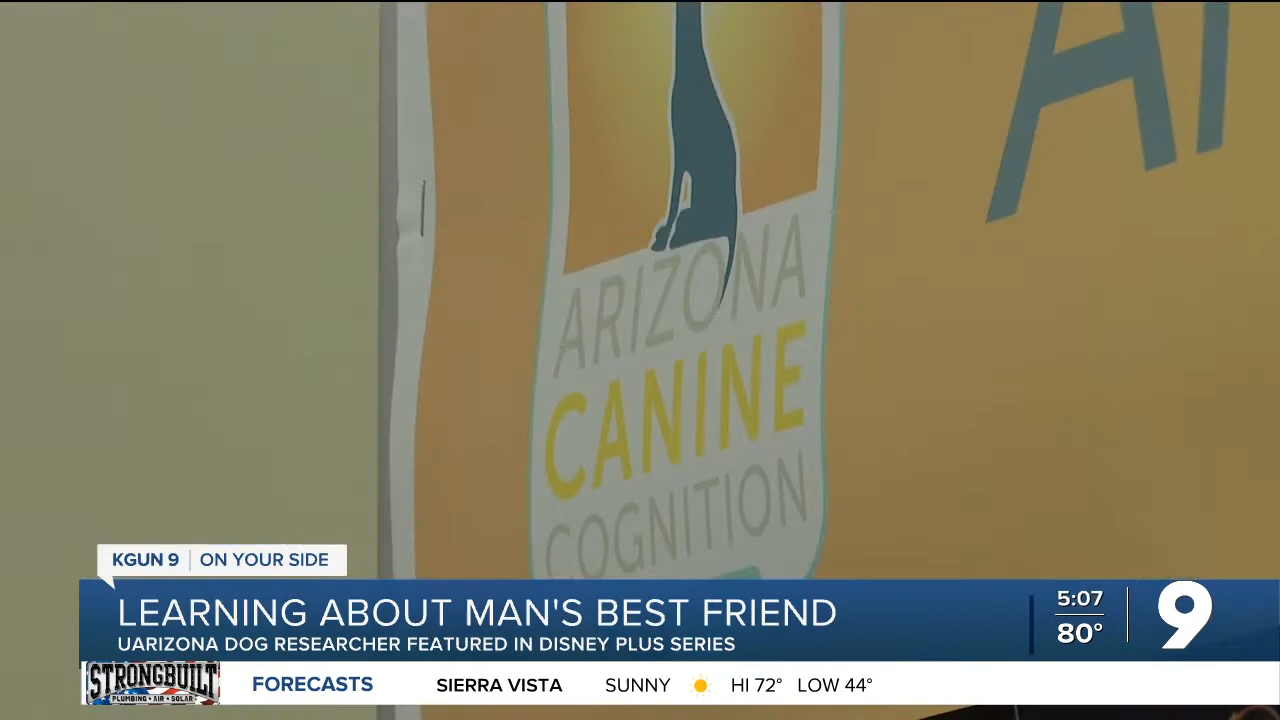 ARIZONA
CANINE
COGNITION
KGUN 9 | ON YOUR SIDE
LEARNING ABOUT MAN'S BEST FRIEND
UARIZONA DOG RESEARCHER FEATURED IN DISNEY PLUS SERIES
5:07
80°
9
STRONGBUILT
PLUMBING • AIR • SOLAR
FORECASTS
SIERRA VISTA SUNNY HI 72° LOW 44°